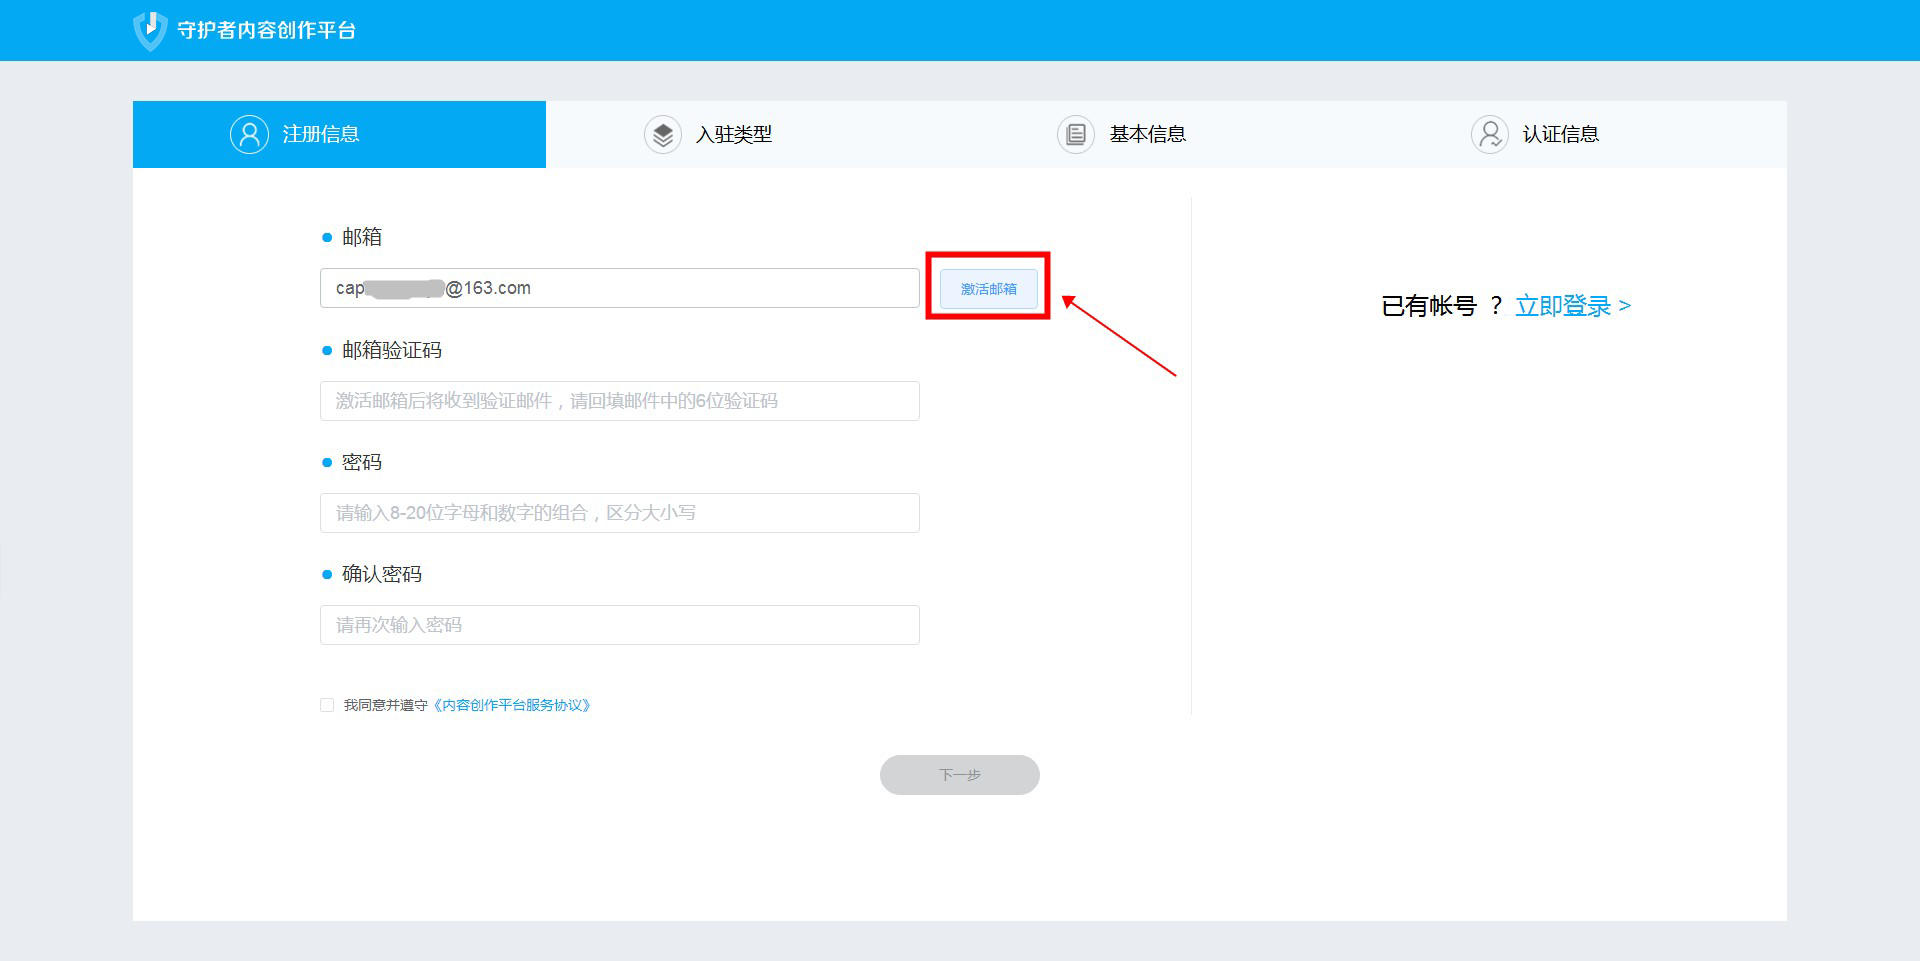 守护者内容创作平台
注册信息
入驻类型
基本信息
认证信息
邮箱
cap @163.com
激活邮箱
已有帐号 ？ 立即登录 >
邮箱验证码
激活邮箱后将收到验证邮件，请回填邮件中的6位验证码
密码
请输入8-20位字母和数字的组合，区分大小写
确认密码
请再次输入密码
我同意并遵守《内容创作平台服务协议》
下一步